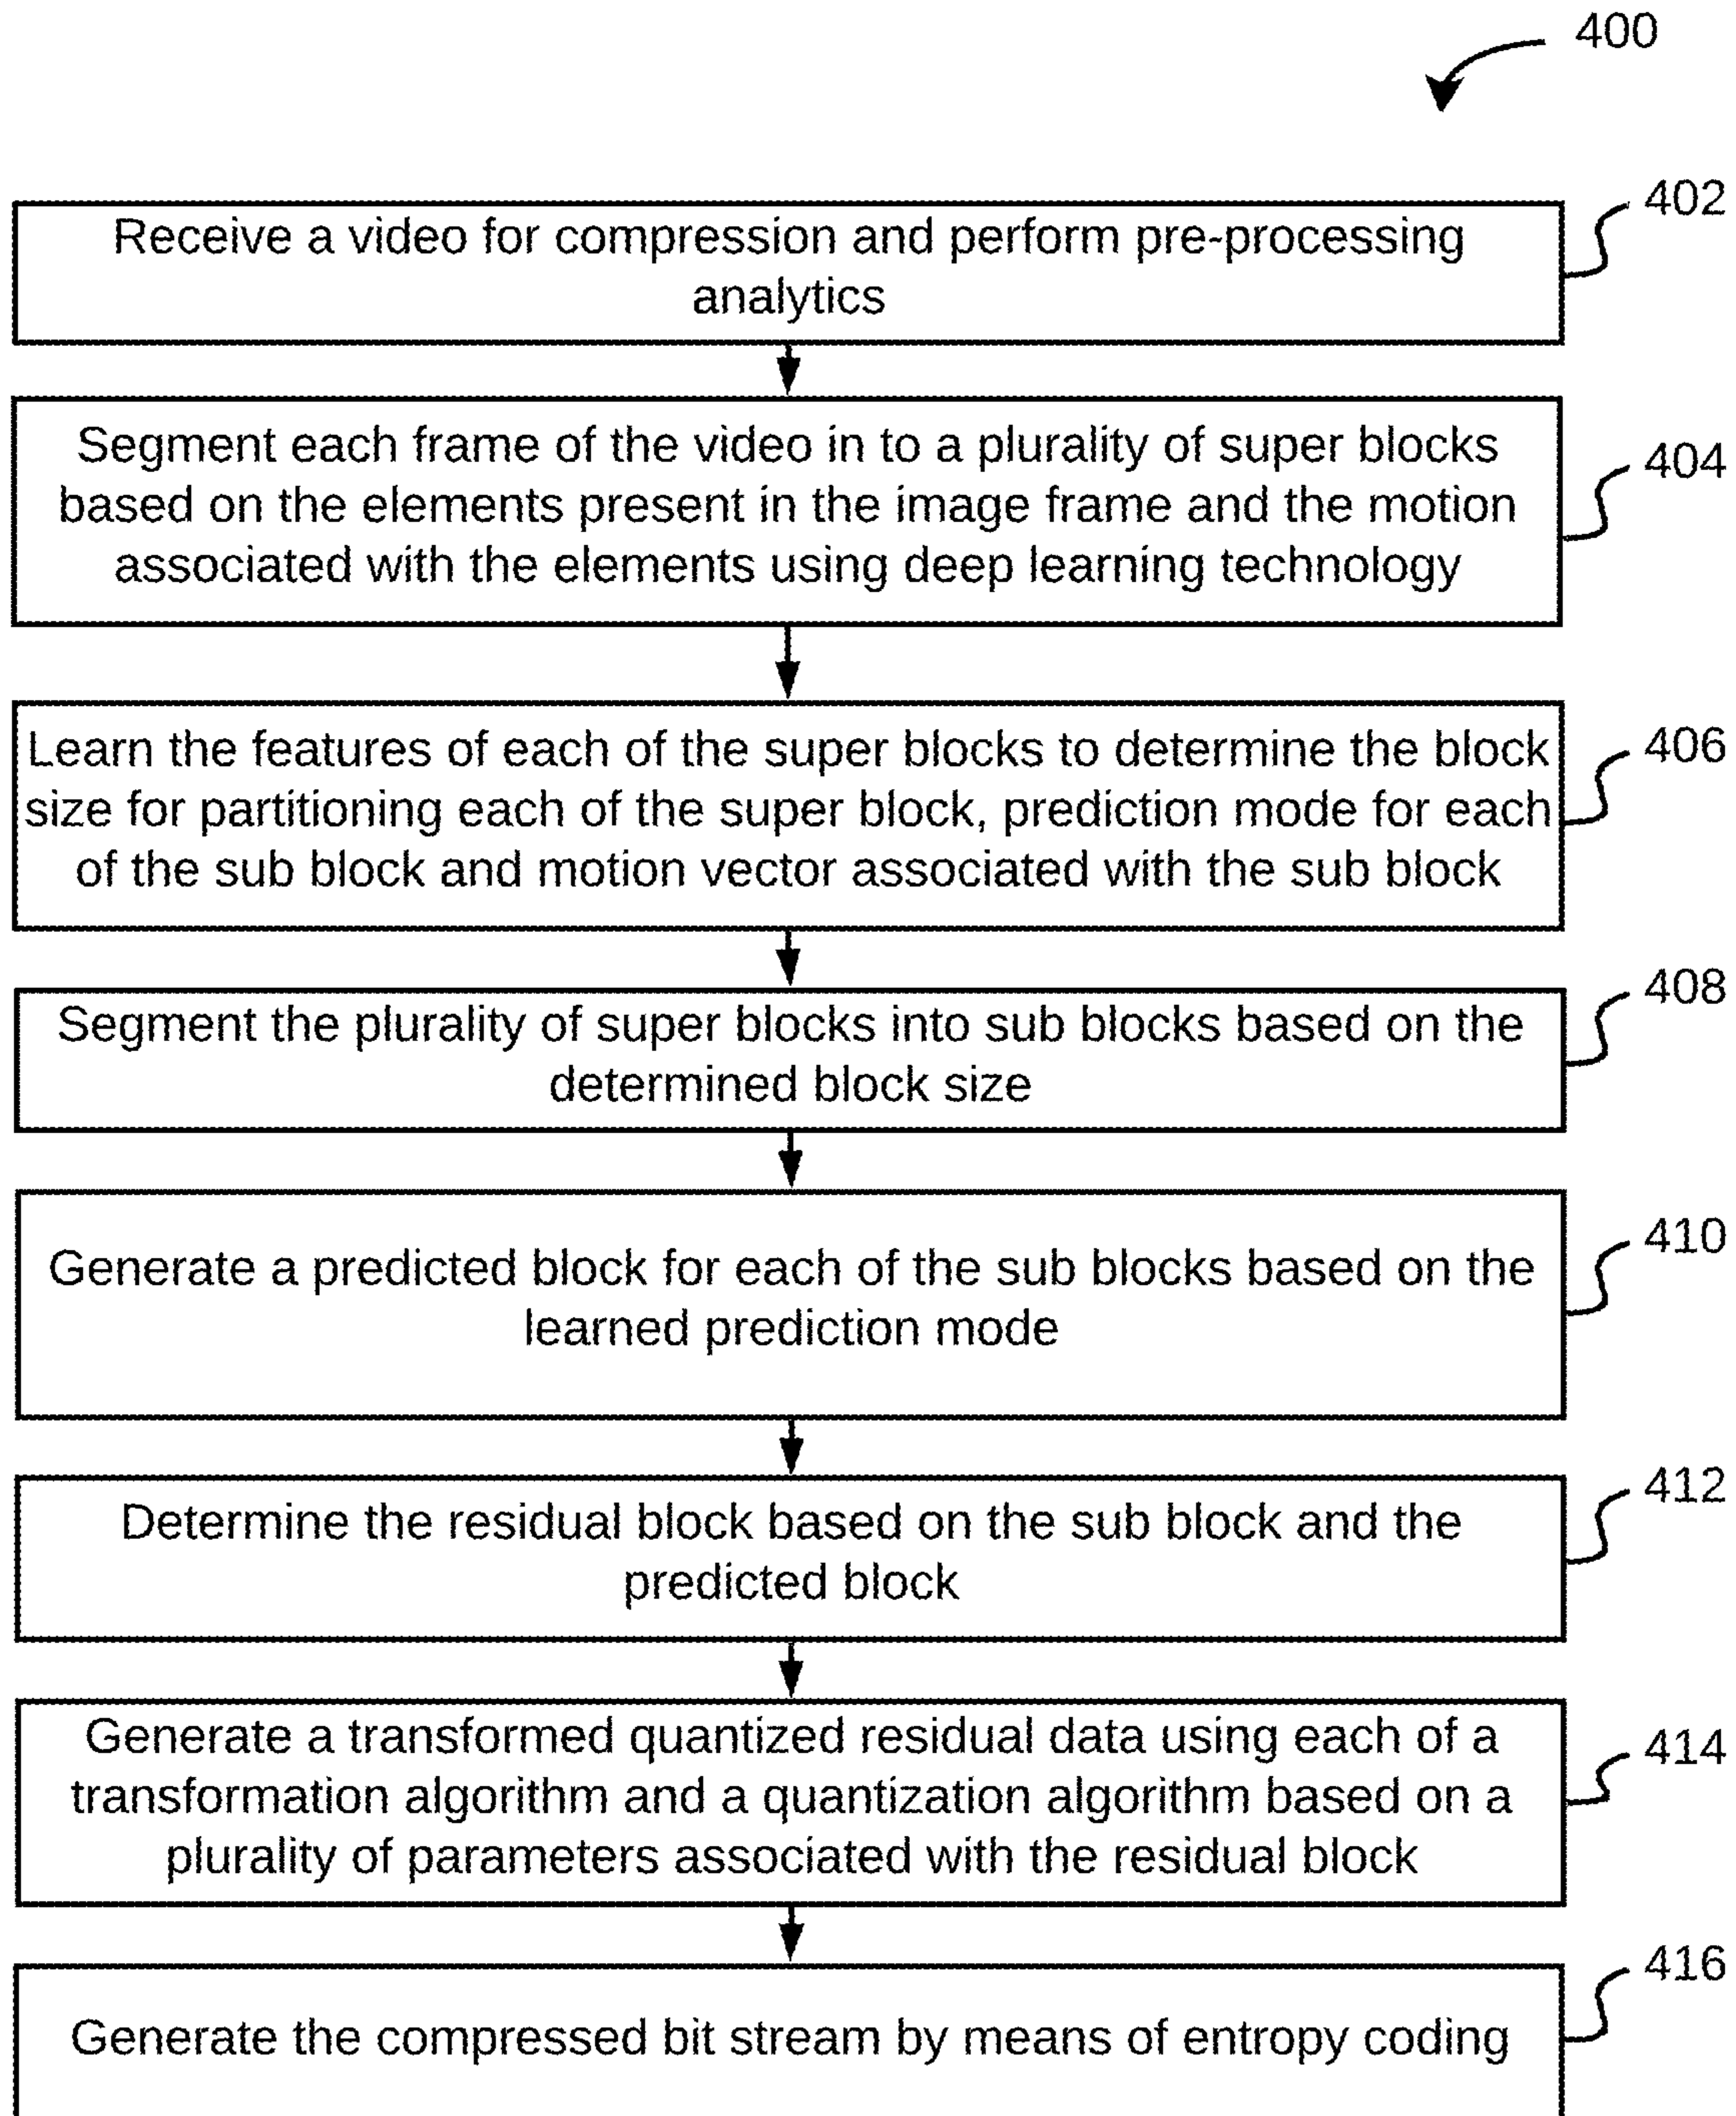 400
402
Receive a video for compression and perform pre-processing
analytics
404
Segment each frame of the video in to a plurality of super blocks
based on the elements present in the image frame and the motion
associated with the elements using deep learning technology
406
Learn the features of each of the super blocks to determine the block
size for partitioning each of the super block, prediction mode for each
of the sub block and motion vector associated with the sub block
408
Segment the plurality of super blocks into sub blocks based on the
determined block size
410
Generate a predicted block for each of the sub blocks based on the
learned prediction mode
412
Determine the residual block based on the sub block and the
predicted block
414
Generate a transformed quantized residual data using each of a
transformation algorithm and a quantization algorithm based on a
plurality of parameters associated with the residual block
416
Generate the compressed bit stream by means of entropy coding